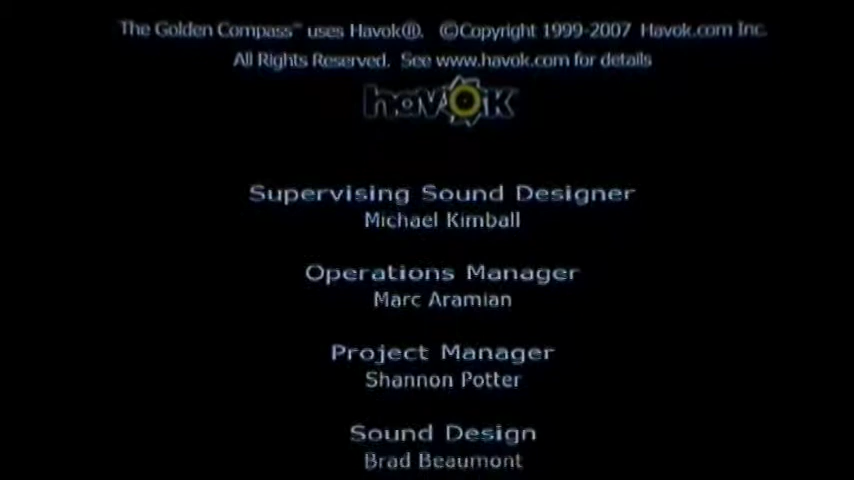 The Golden Compass™ uses Havok®. ©Copyright 1999-2007 Havok.com Inc.
All Rights Reserved. See www.havok.com for details
havok
Supervising Sound Designer
Michael Kimball
Operations Manager
Marc Aramian
Project Manager
Shannon Potter
Sound Design
Brad Beaumont